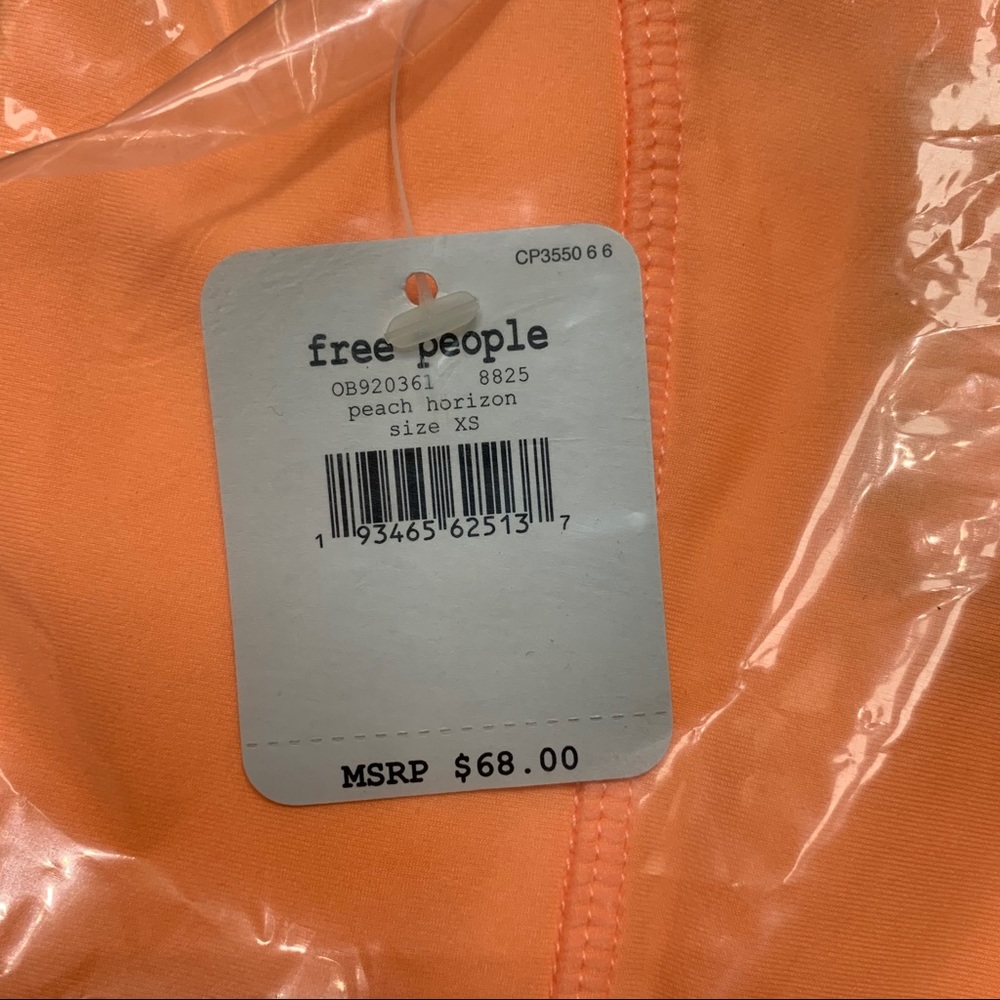 CP3550 6 6
free people
OB920361 8825
peach horizon
size XS
1 93465 62513 7
MSRP $68.00